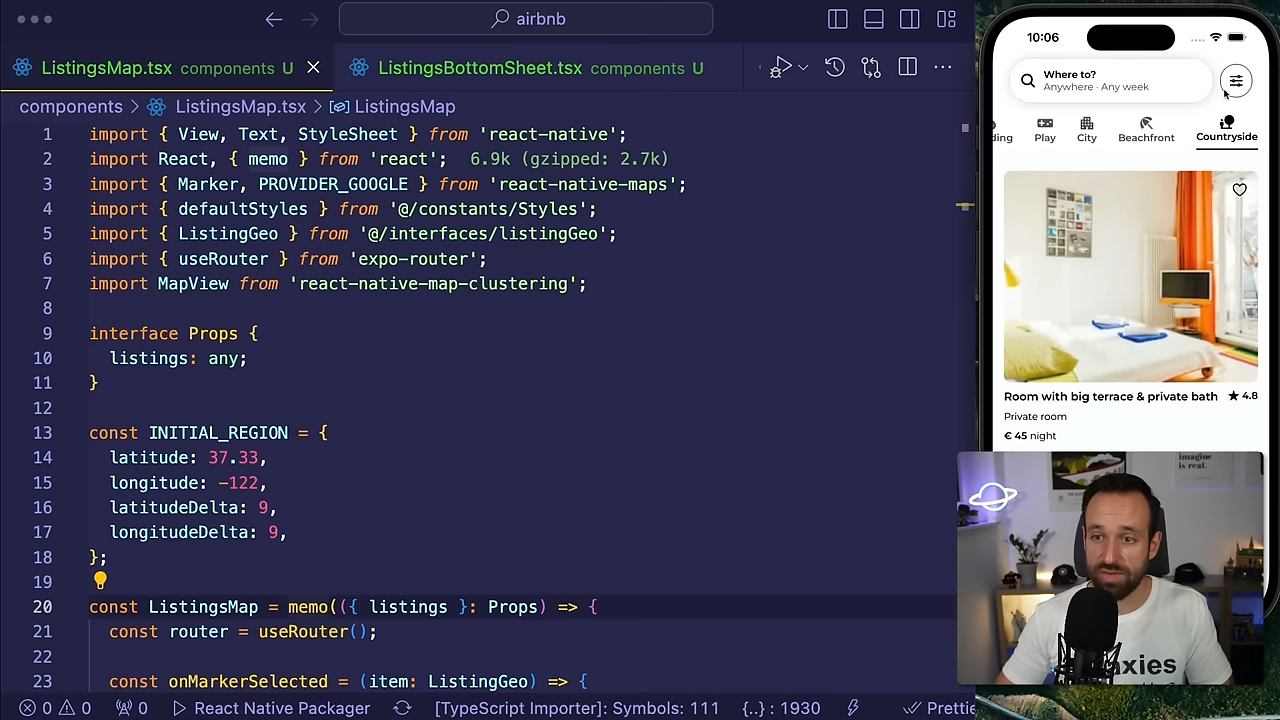 airbnb
ListingsMap.tsx components U
ListingsBottomSheet.tsx components U
components > ListingsMap.tsx > ListingsMap
1 import { View, Text, StyleSheet } from 'react-native';
2 import React, { memo } from 'react'; 6.9k (gzipped: 2.7k)
3 import { Marker, PROVIDER_GOOGLE } from 'react-native-maps';
4 import { defaultStyles } from '@/constants/Styles';
5 import { ListingGeo } from '@/interfaces/listingGeo';
6 import { useRouter } from 'expo-router';
7 import MapView from 'react-native-map-clustering';
8
9 interface Props {
10 listings: any;
11 }
12
13 const INITIAL_REGION = {
14 latitude: 37.33,
15 longitude: -122,
16 latitudeDelta: 9,
17 longitudeDelta: 9,
18 };
19
20 const ListingsMap = memo(({ listings }: Props) => {
21 const router = useRouter();
22
23 const onMarkerSelected = (item: ListingGeo) => {
0 0 0 React Native Packager [TypeScript Importer]: Symbols: 111 {..} : 1930 Prettie
10:06
Where to?
Anywhere · Any week
ding Play City Beachfront Countryside
Room with big terrace & private bath 4.8
Private room
€ 45 night
imagine
is real.
axies